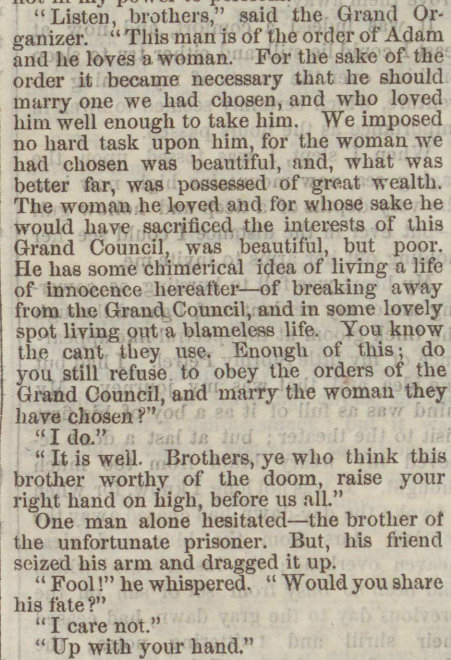 not in my power to perform."
"Listen, brothers," said the Grand Or-
ganizer. "This man is of the order of Adam
and he loves a woman. For the sake of the
order it became necessary that he should
marry one we had chosen, and who loved
him well enough to take him. We imposed
no hard task upon him, for the woman we
had chosen was beautiful, and, what was
better far, was possessed of great wealth.
The woman he loved and for whose sake he
would have sacrificed the interests of this
Grand Council, was beautiful, but poor.
He has some chimerical idea of living a life
of innocence hereafter—of breaking away
from the Grand Council, and in some lovely
spot living out a blameless life. You know
the cant they use. Enough of this; do
you still refuse to obey the orders of the
Grand Council, and marry the woman they
have chosen?"
"I do."
"It is well. Brothers, ye who think this
brother worthy of the doom, raise your
right hand on high, before us all."
One man alone hesitated—the brother of
the unfortunate prisoner. But, his friend
seized his arm and dragged it up.
"Fool!" he whispered. "Would you share
his fate?"
"I care not."
"Up with your hand."